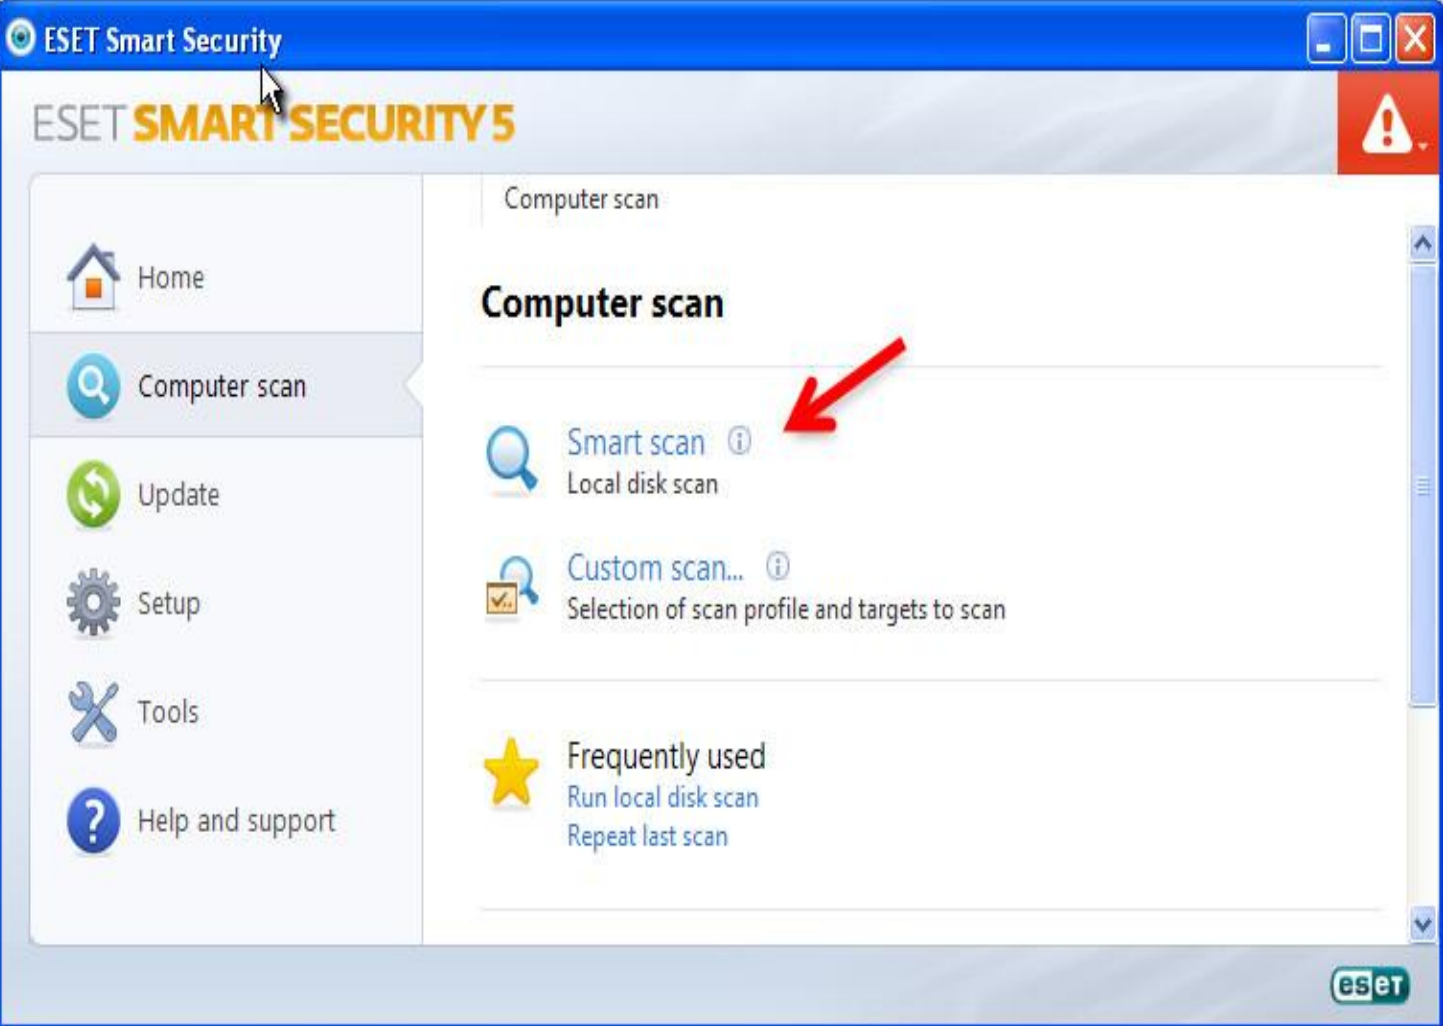 ESET Smart Security
ESET SMART SECURITY 5
Computer scan
Home
Computer scan
Computer scan
Smart scan
Local disk scan
Update
Custom scan...
Selection of scan profile and targets to scan
Setup
Tools
Frequently used
Run local disk scan
Repeat last scan
Help and support
eseT